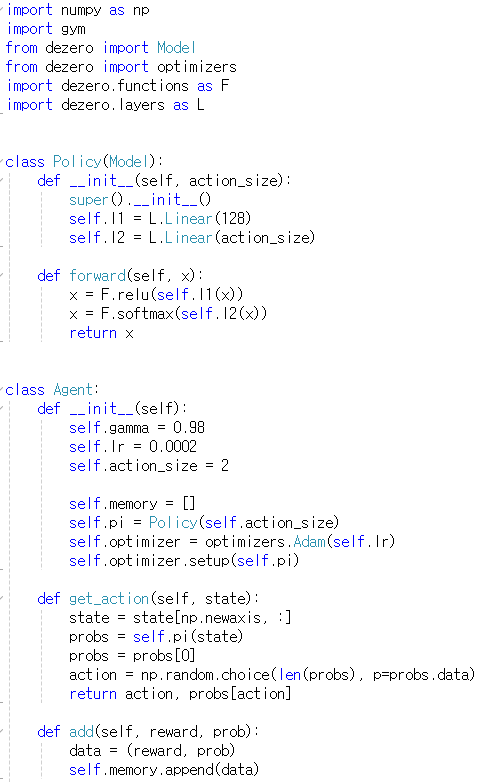 import numpy as np
import gym
from dezero import Model
from dezero import optimizers
import dezero.functions as F
import dezero.layers as L
class Policy(Model):
    def __init__(self, action_size):
        super().__init__()
        self.l1 = L.Linear(128)
        self.l2 = L.Linear(action_size)
    def forward(self, x):
        x = F.relu(self.l1(x))
        x = F.softmax(self.l2(x))
        return x
class Agent:
    def __init__(self):
        self.gamma = 0.98
        self.lr = 0.0002
        self.action_size = 2
        self.memory = []
        self.pi = Policy(self.action_size)
        self.optimizer = optimizers.Adam(self.lr)
        self.optimizer.setup(self.pi)
    def get_action(self, state):
        state = state[np.newaxis, :]
        probs = self.pi(state)
        probs = probs[0]
        action = np.random.choice(len(probs), p=probs.data)
        return action, probs[action]
    def add(self, reward, prob):
        data = (reward, prob)
        self.memory.append(data)